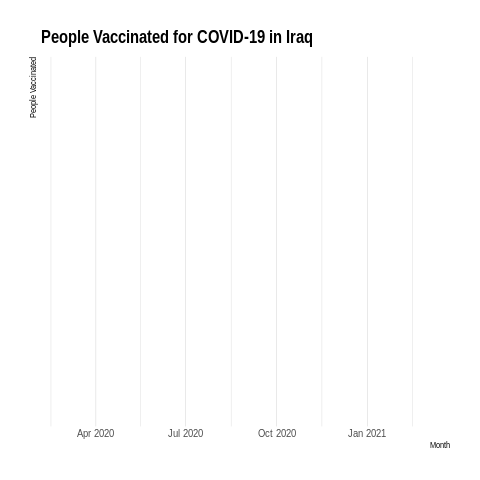 People Vaccinated for COVID-19 in Iraq
People Vaccinated
Apr 2020
Jul 2020
Oct 2020
Jan 2021
Month